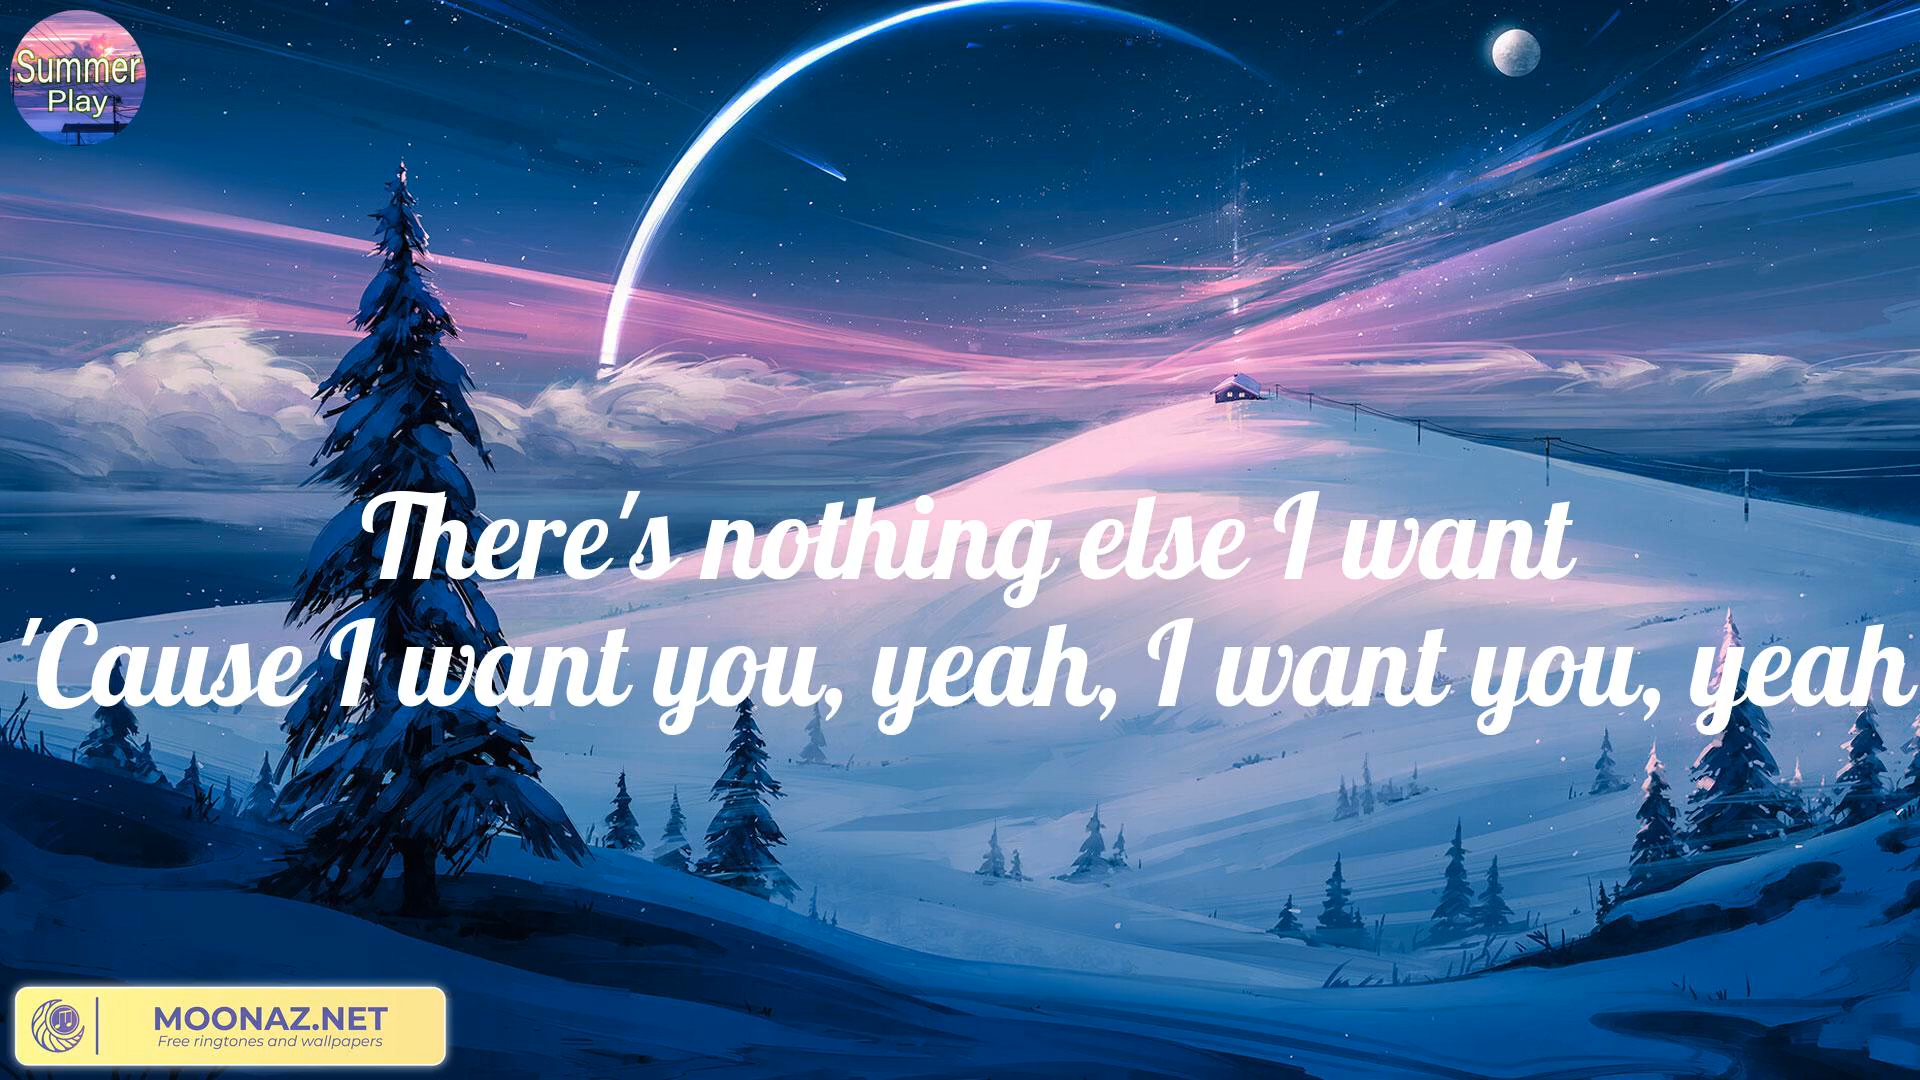 Summer
Play
There's nothing else I want
'Cause I want you, yeah, I want you, yeah
MOONAZ.NET
Free ringtones and wallpapers